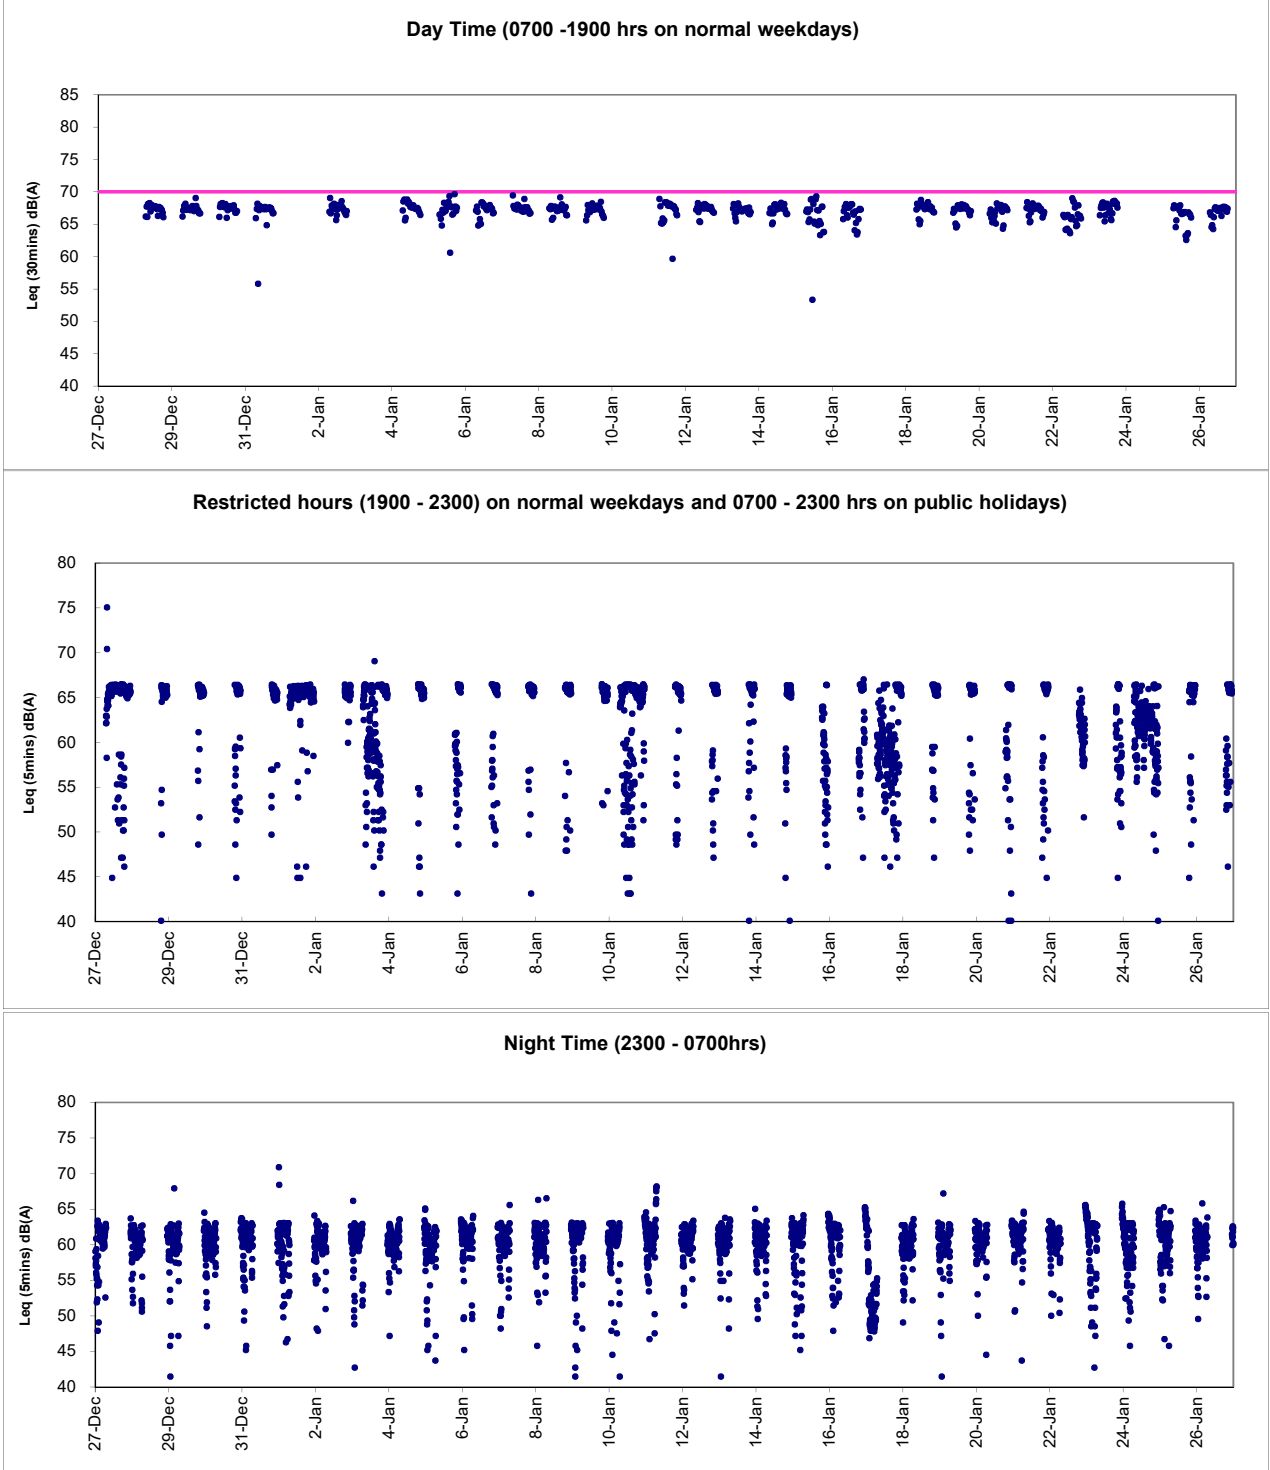 Day Time (0700 -1900 hrs on normal weekdays)
Leq (30mins) dB(A)
85
80
75
70
65
60
55
50
45
40
27-Dec
29-Dec
31-Dec
2-Jan
4-Jan
6-Jan
8-Jan
10-Jan
12-Jan
14-Jan
16-Jan
18-Jan
20-Jan
22-Jan
24-Jan
26-Jan
Restricted hours (1900 - 2300) on normal weekdays and 0700 - 2300 hrs on public holidays)
Leq (5mins) dB(A)
80
75
70
65
60
55
50
45
40
27-Dec
29-Dec
31-Dec
2-Jan
4-Jan
6-Jan
8-Jan
10-Jan
12-Jan
14-Jan
16-Jan
18-Jan
20-Jan
22-Jan
24-Jan
26-Jan
Night Time (2300 - 0700hrs)
Leq (5mins) dB(A)
80
75
70
65
60
55
50
45
40
27-Dec
29-Dec
31-Dec
2-Jan
4-Jan
6-Jan
8-Jan
10-Jan
12-Jan
14-Jan
16-Jan
18-Jan
20-Jan
22-Jan
24-Jan
26-Jan